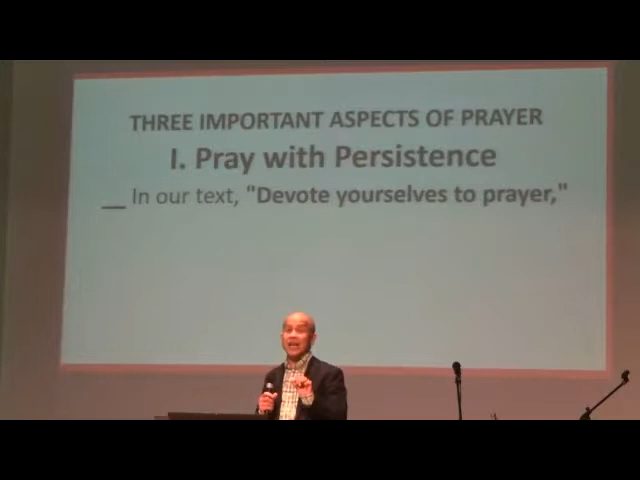 THREE IMPORTANT ASPECTS OF PRAYER
I. Pray with Persistence
__ In our text, "Devote yourselves to prayer,"